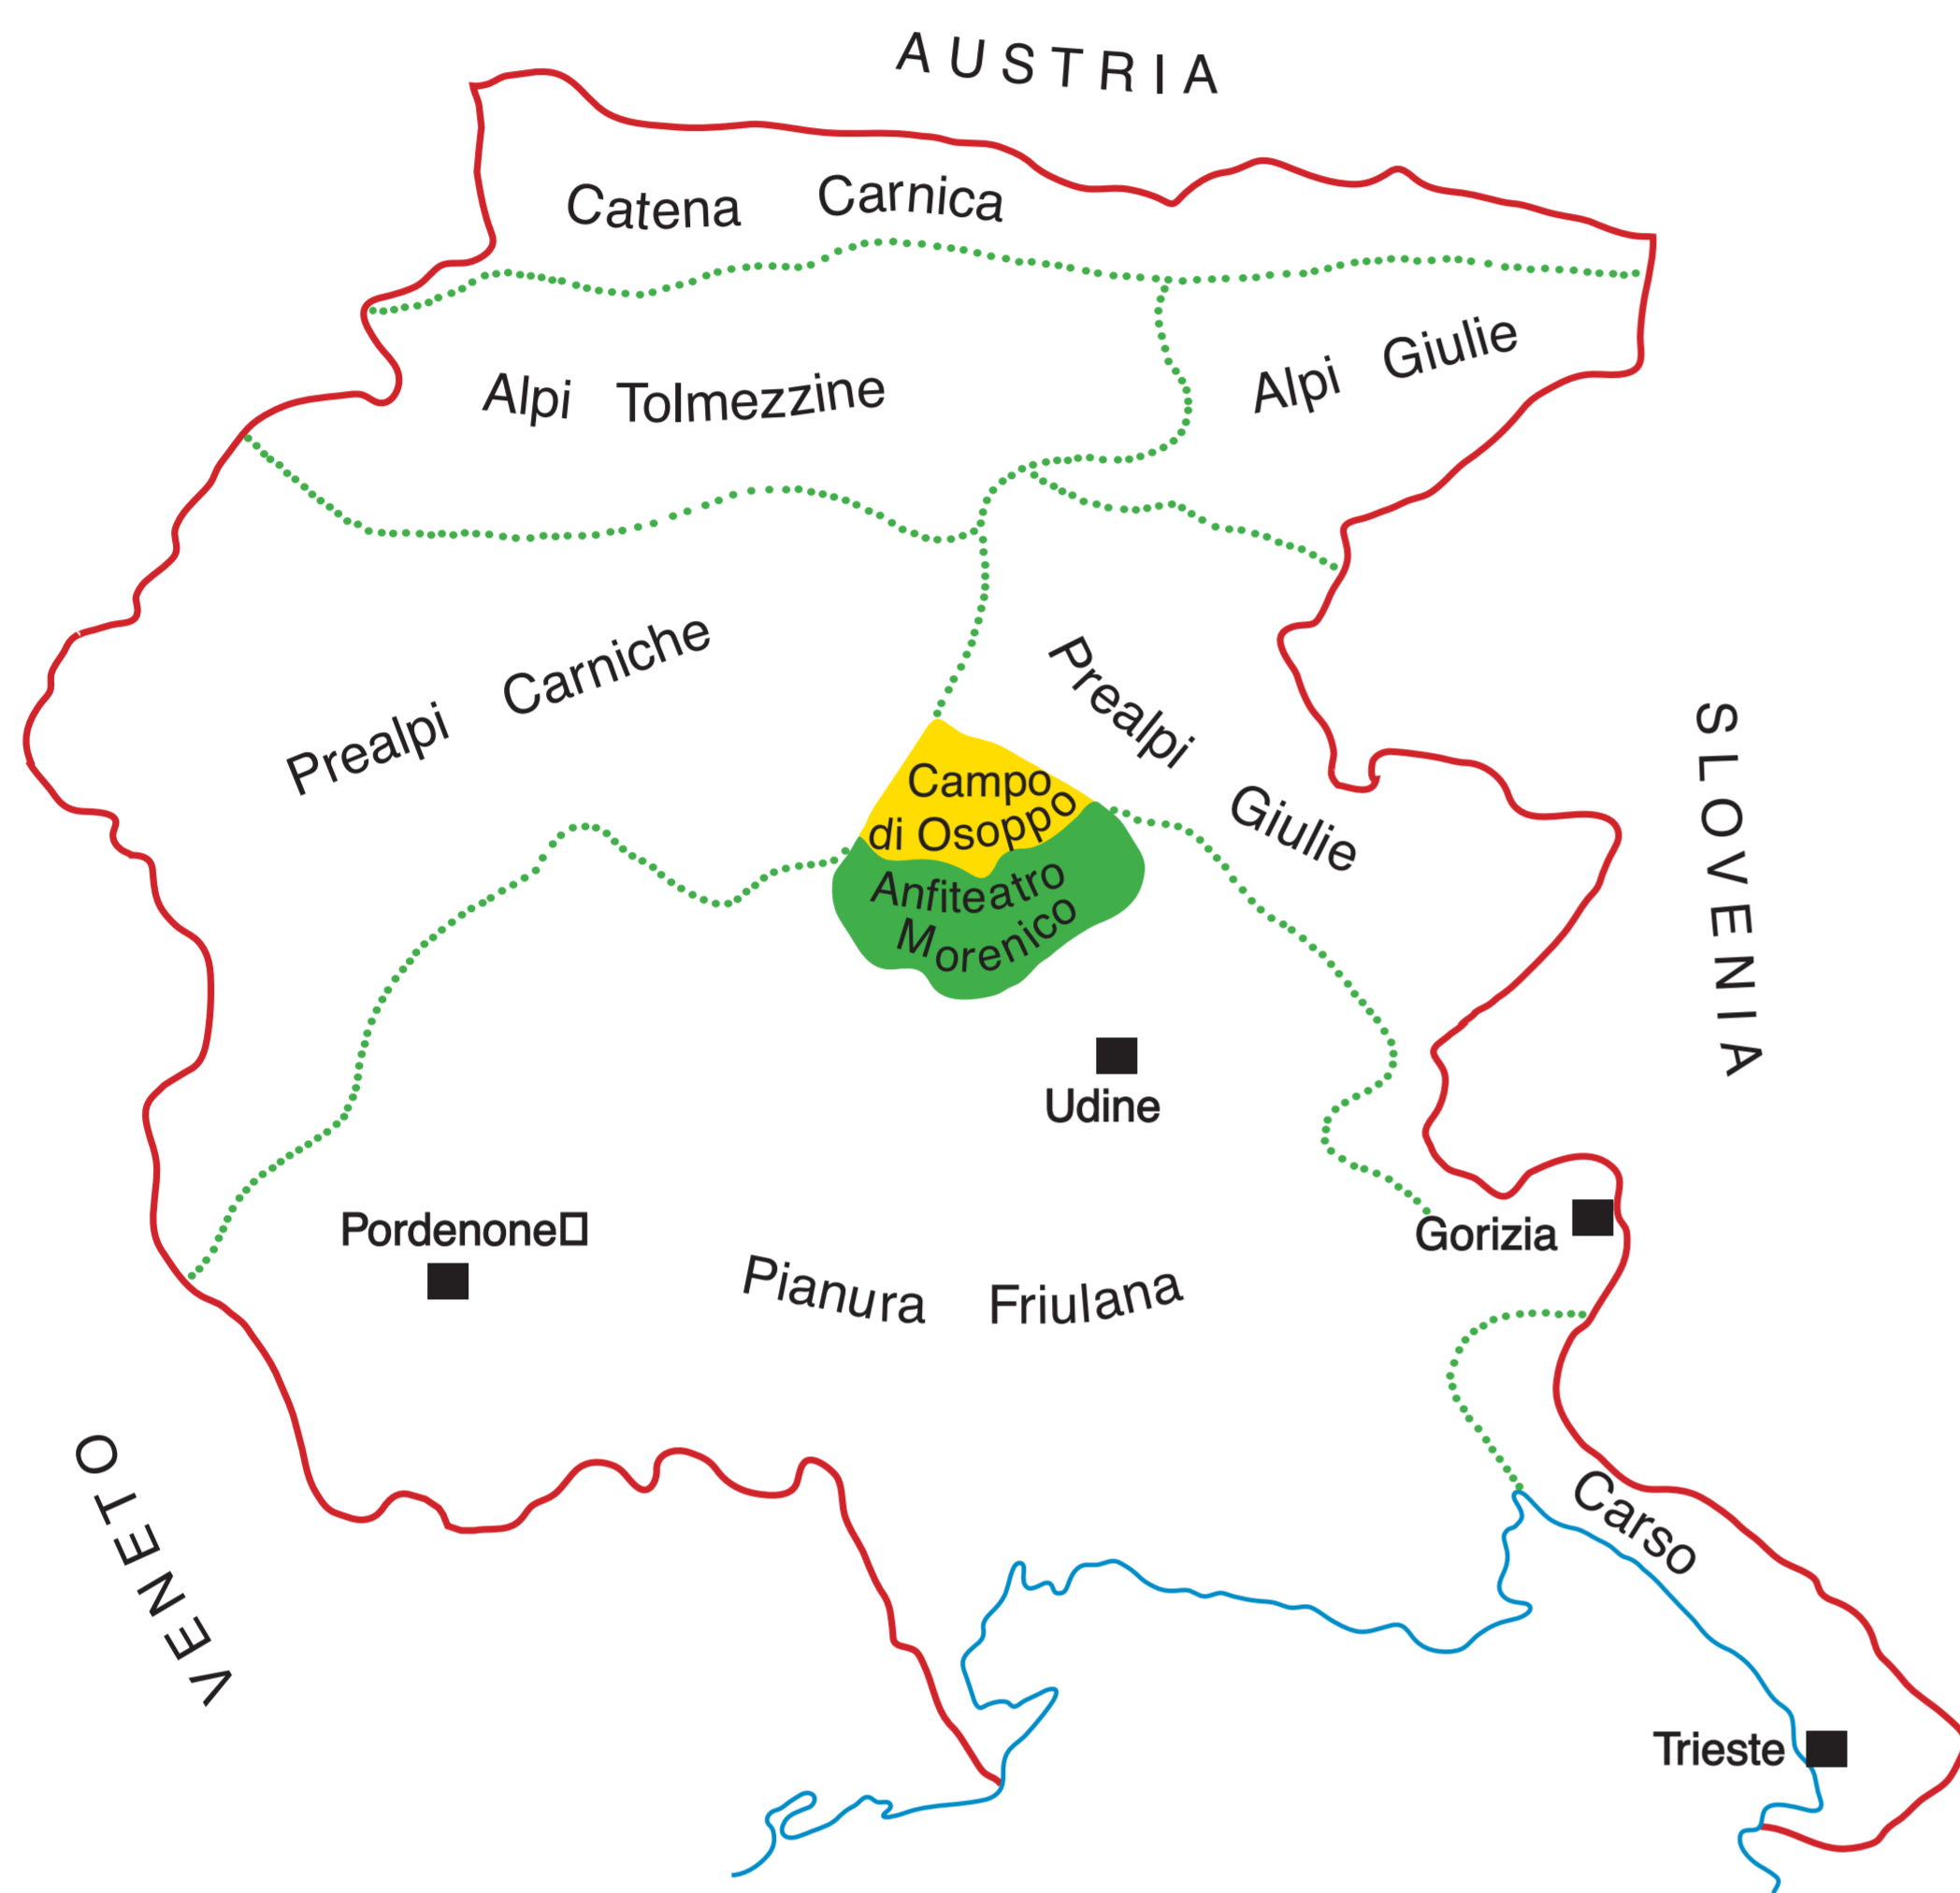 AUSTRIA
Catena Carnica
Alpi Giulie
Alpi Tolmezzine
Prealpi Carniche
Prealpi Giulie
SLOVENIA
Campo
di Osoppo
Anfiteatro
Morenico
Udine
Pordenone
Gorizia
Pianura Friulana
VENETO
Carso
Trieste